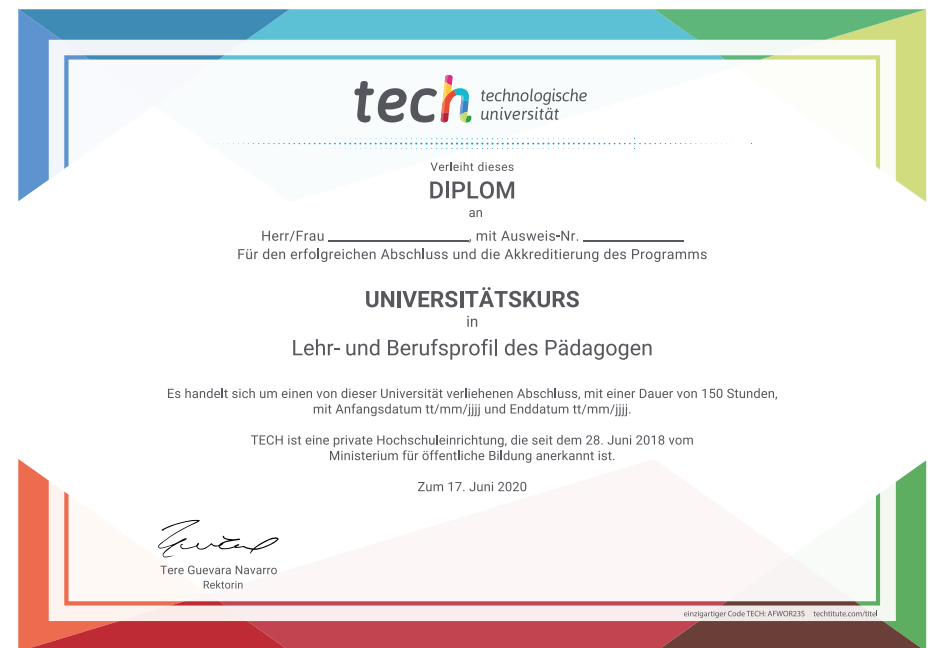 tech technologische
universität
Verleiht dieses
DIPLOM
an
Herr/Frau ____________________, mit Ausweis-Nr. ______________
Für den erfolgreichen Abschluss und die Akkreditierung des Programms
UNIVERSITÄTSKURS
in
Lehr- und Berufsprofil des Pädagogen
Es handelt sich um einen von dieser Universität verliehenen Abschluss, mit einer Dauer von 150 Stunden,
mit Anfangsdatum tt/mm/jjjj und Enddatum tt/mm/jjjj.
TECH ist eine private Hochschuleinrichtung, die seit dem 28. Juni 2018 vom
Ministerium für öffentliche Bildung anerkannt ist.
Zum 17. Juni 2020
Tere Guevara Navarro
Rektorin
einzigartiger Code TECH: AFWOR23S techtitute.com/titel